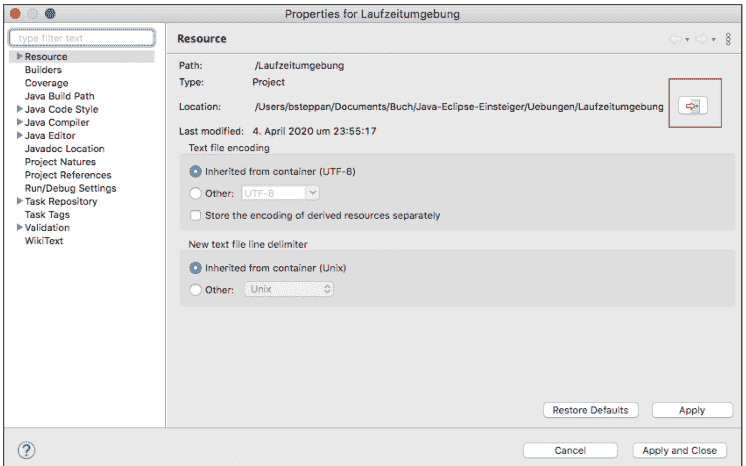 Properties for Laufzeitumgebung
type filter text
Resource
Builders
Coverage
Java Build Path
Java Code Style
Java Compiler
Java Editor
Javadoc Location
Project Natures
Project References
Run/Debug Settings
Task Repository
Task Tags
Validation
WikiText
Resource
Path: /Laufzeitumgebung
Type: Project
Location: /Users/bsteppan/Documents/Buch/Java-Eclipse-Einsteiger/Uebungen/Laufzeitumgebung
Last modified: 4. April 2020 um 23:55:17
Text file encoding
Inherited from container (UTF-8)
Other: UTF-8
Store the encoding of derived resources separately
New text file line delimiter
Inherited from container (Unix)
Other: Unix
Restore Defaults Apply
? Cancel Apply and Close